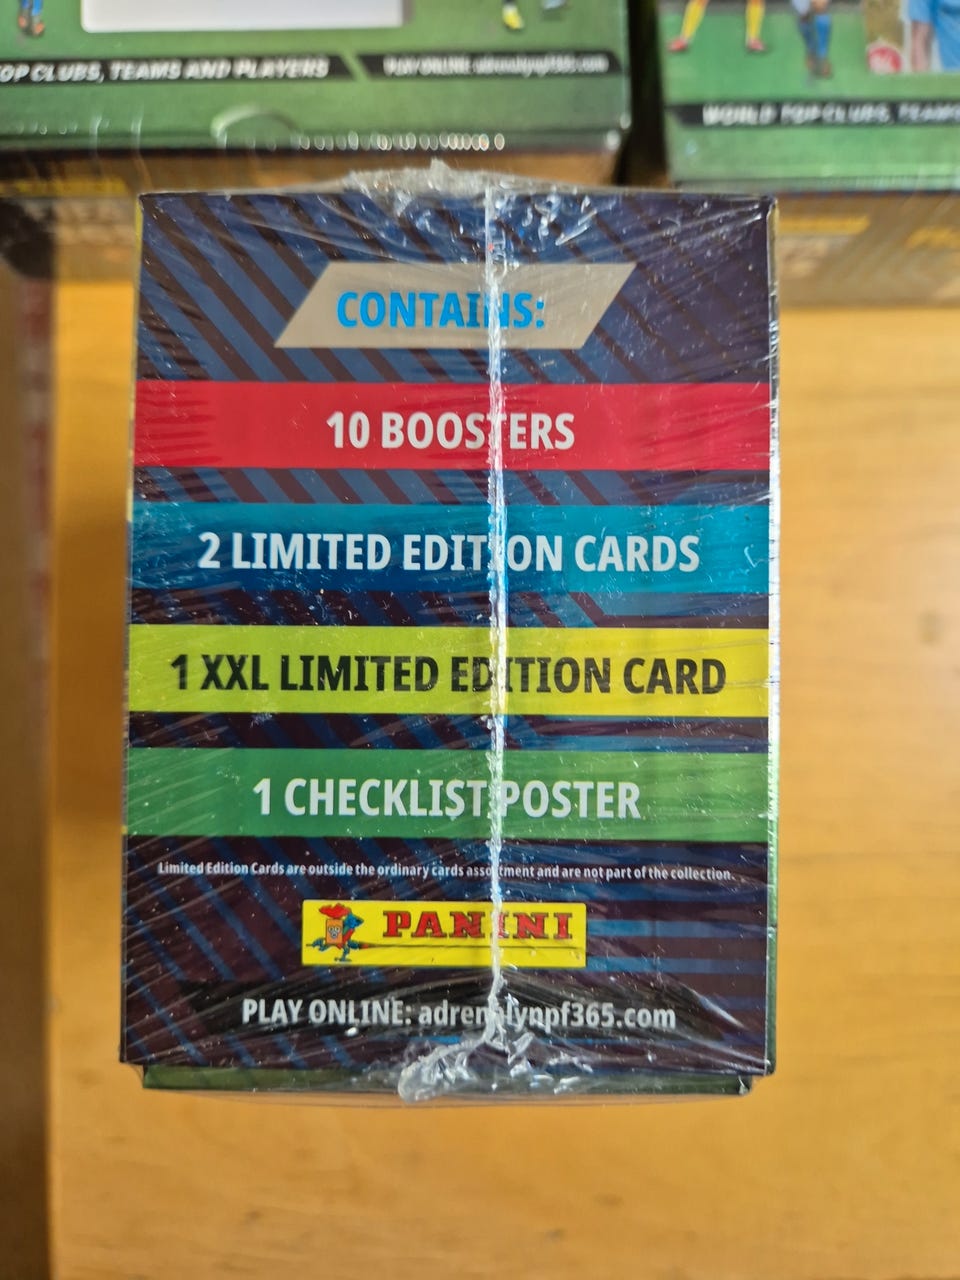 TOP CLUBS, TEAMS AND PLAYERS
PLAY ONLINE: adrenalynpf365.com
WORLD TOP CLUBS, TEAMS
CONTAINS:
10 BOOSTERS
2 LIMITED EDITION CARDS
1 XXL LIMITED EDITION CARD
1 CHECKLIST POSTER
Limited Edition Cards are outside the ordinary cards assortment and are not part of the collection.
PANINI
PLAY ONLINE: adrenalynpf365.com